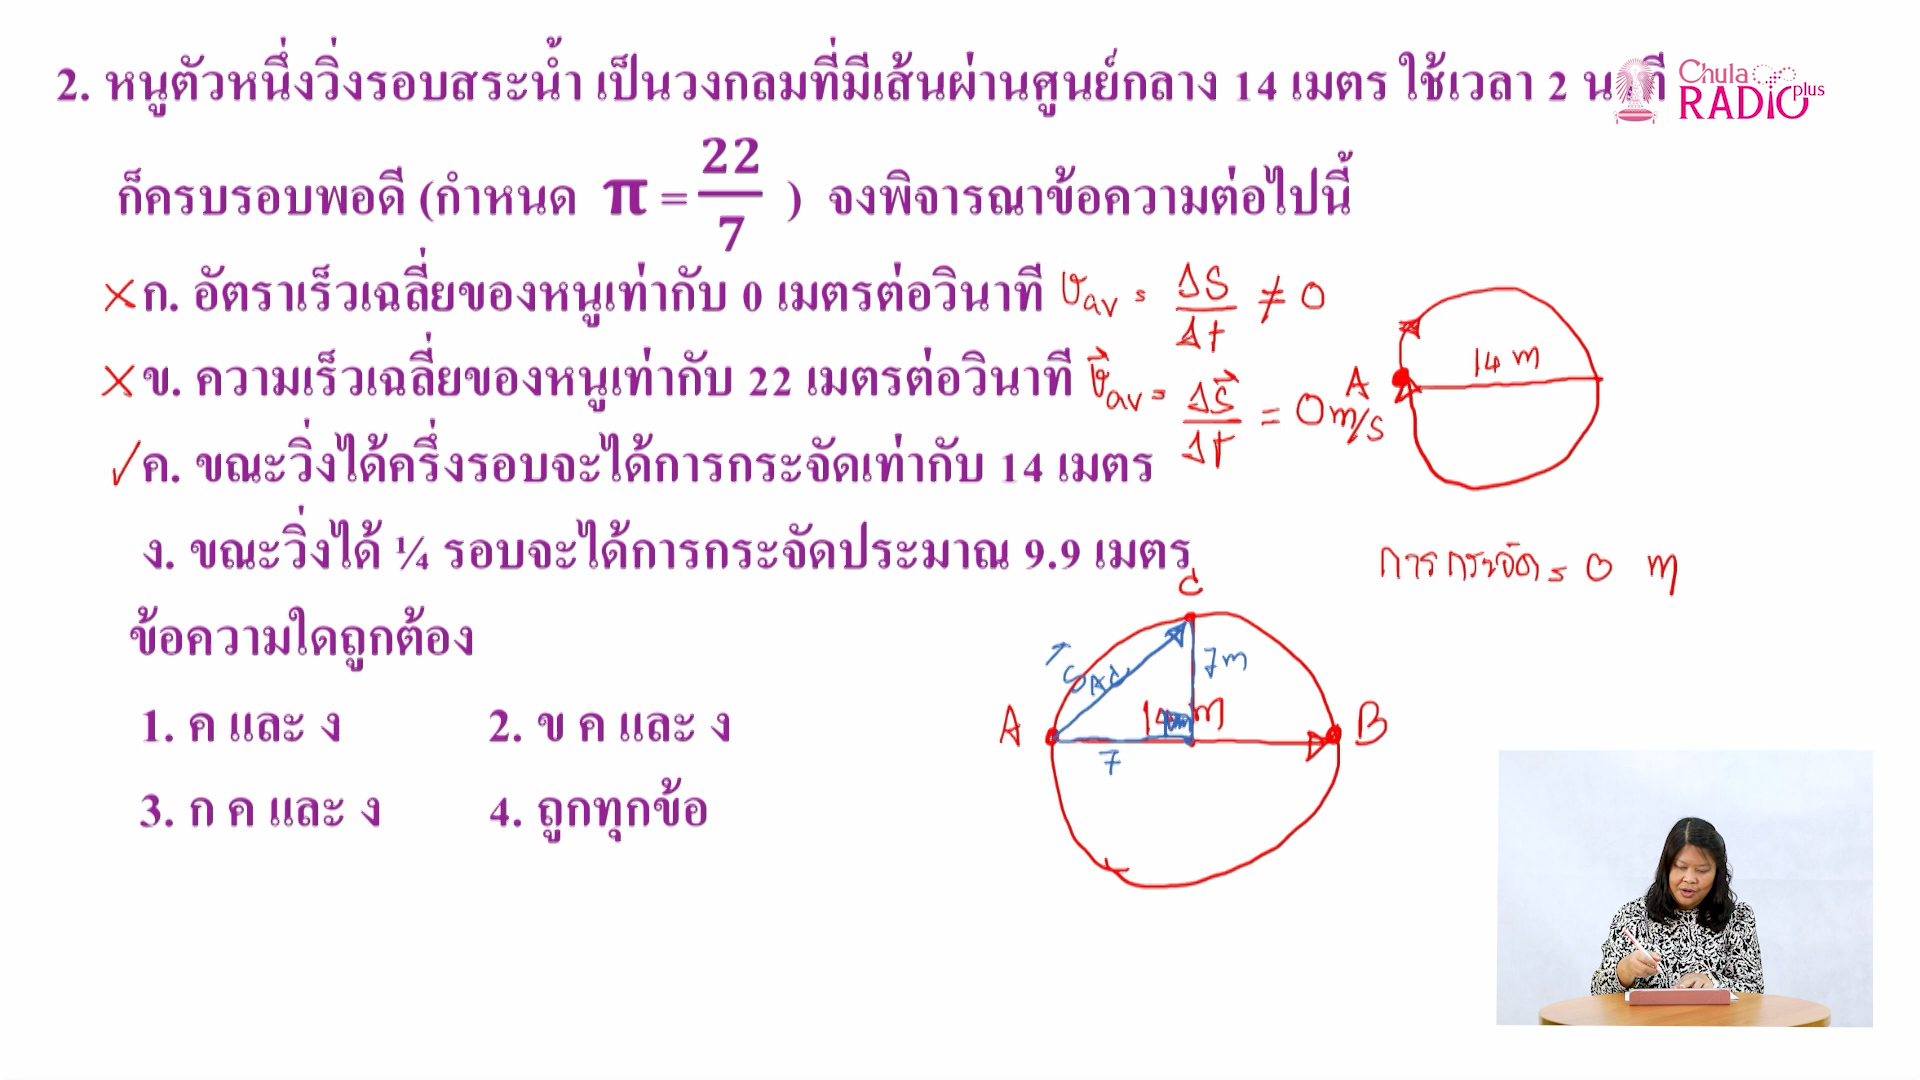 2. หนูตัวหนึ่งวิ่งรอบสระน้ำ เป็นวงกลมที่มีเส้นผ่านศูนย์กลาง 14 เมตร ใช้เวลา 2 นาที
Chula RADIO plus
ก็ครบรอบพอดี (กำหนด π = 22/7 ) จงพิจารณาข้อความต่อไปนี้
× ก. อัตราเร็วเฉลี่ยของหนูเท่ากับ 0 เมตรต่อวินาที v_av = ΔS/Δt ≠ 0
× ข. ความเร็วเฉลี่ยของหนูเท่ากับ 22 เมตรต่อวินาที v⃗_av = ΔS⃗/Δt = 0 m/s
A 14 m
✓ ค. ขณะวิ่งได้ครึ่งรอบจะได้การกระจัดเท่ากับ 14 เมตร
ง. ขณะวิ่งได้ ¼ รอบจะได้การกระจัดประมาณ 9.9 เมตร
การกระจัด = 0 m
ข้อความใดถูกต้อง
C
S⃗_AC 7m
1. ค และ ง 2. ข ค และ ง
A 14 m B
7
3. ก ค และ ง 4. ถูกทุกข้อ